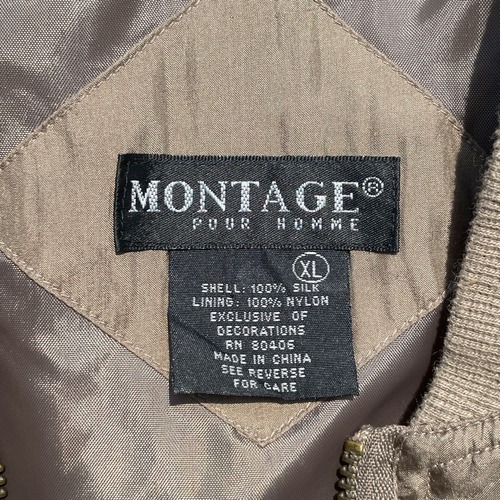 MONTAGE®
POUR HOMME
XL
SHELL: 100% SILK
LINING: 100% NYLON
EXCLUSIVE OF
DECORATIONS
RN 80406
MADE IN CHINA
SEE REVERSE
FOR CARE